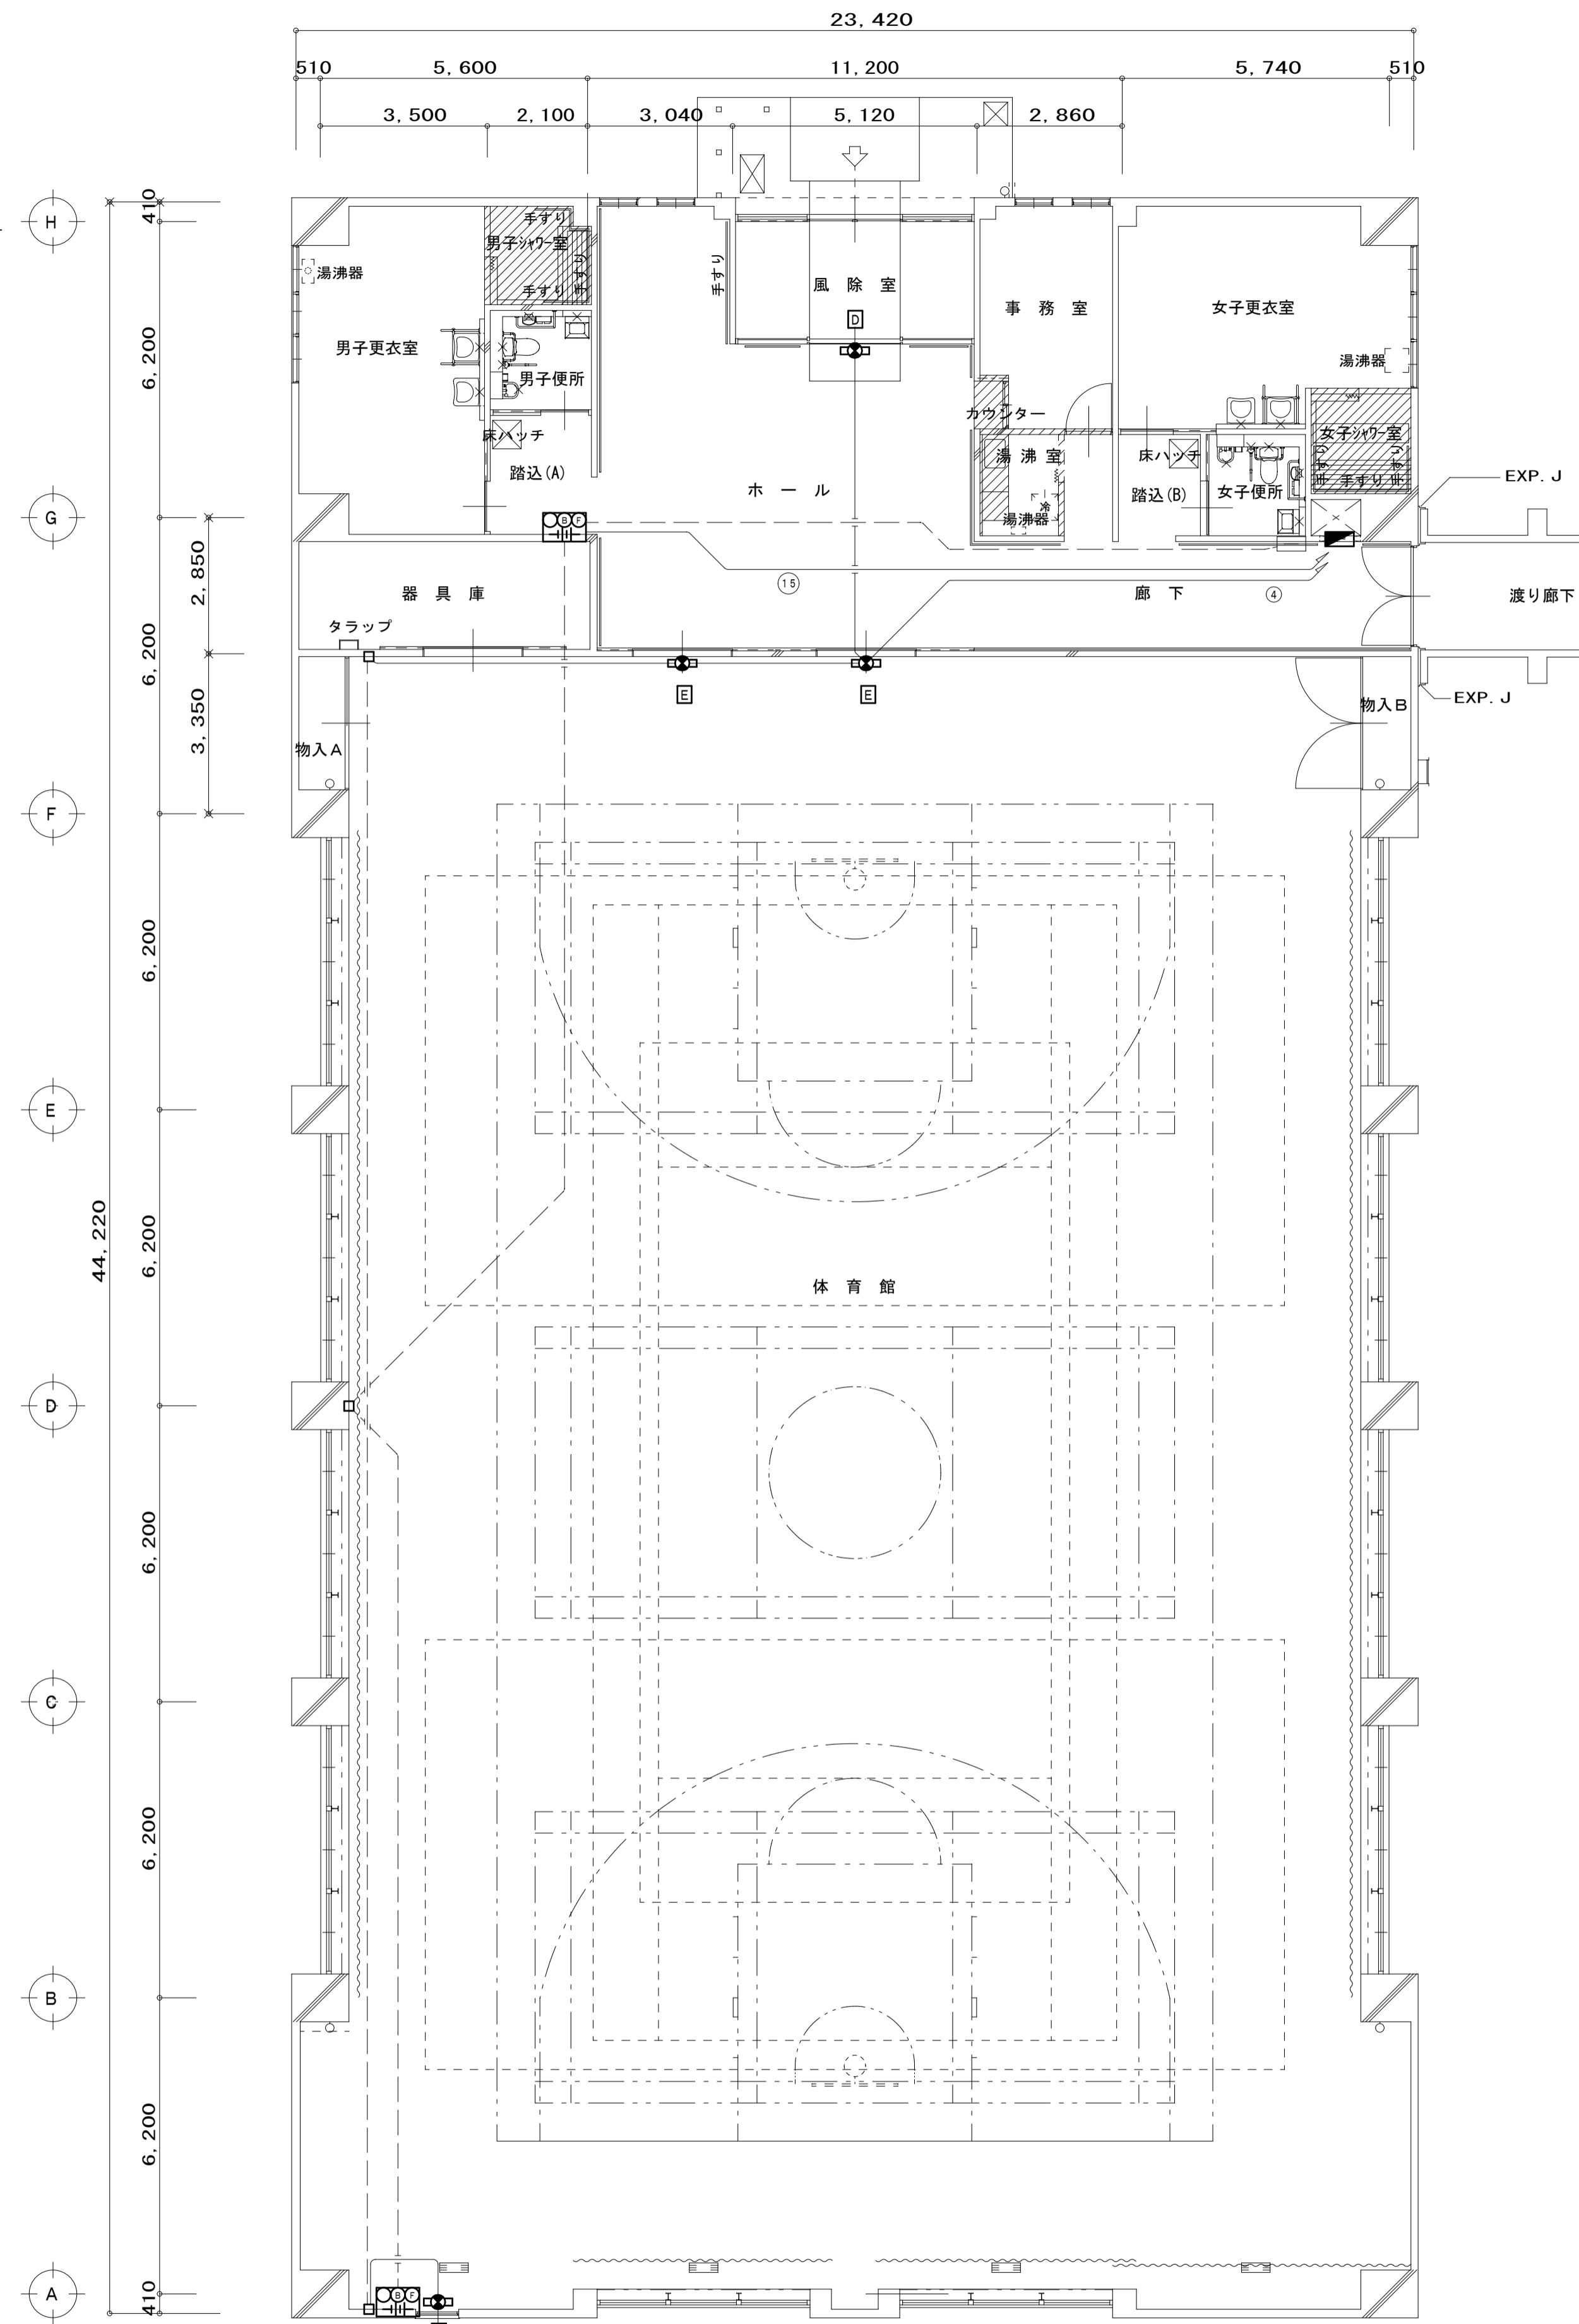 23,420
510
5,600
11,200
5,740
510
3,500
2,100
3,040
5,120
2,860
410
H
手すり
男子シャワー室
手すり
手すり
湯沸器
手すり
風 除 室
D
事 務 室
女子更衣室
6,200
男子更衣室
湯沸器
男子便所
カウンター
床ハッチ
女子シャワー室
湯 沸 室
床ハッチ
手すり
手すり
手すり
踏込(A)
踏込(B)
女子便所
EXP. J
ホ ー ル
冷
湯沸器
G
B F
2,850
15
器 具 庫
廊 下
4
渡り廊下
タラップ
6,200
E
E
EXP. J
3,350
物入A
物入B
F
6,200
E
44,220
6,200
体 育 館
D
6,200
C
6,200
B
6,200
A
410
B F